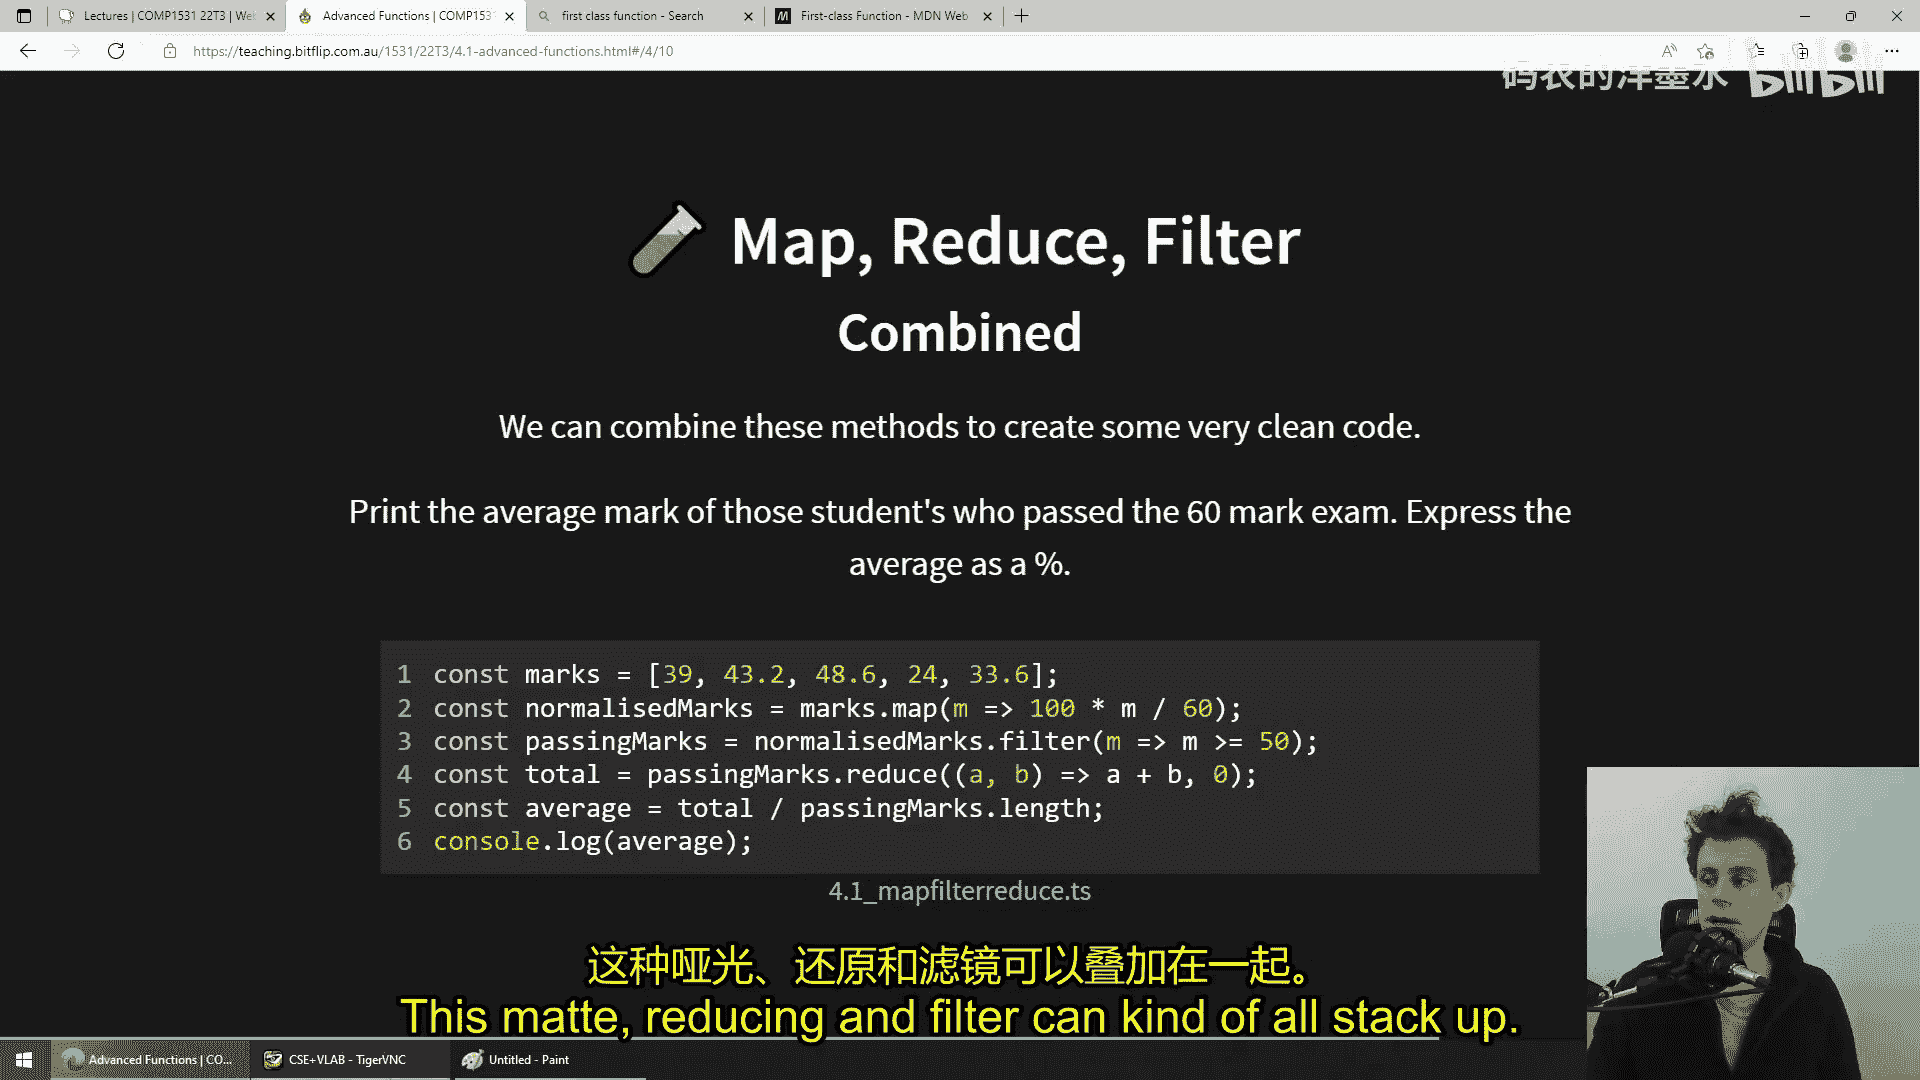 Lectures | COMP1531 22T3 | We
Advanced Functions | COMP153
first class function - Search
First-class Function - MDN Web
https://teaching.bitflip.com.au/1531/22T3/4.1-advanced-functions.html#/4/10
码农的洋墨水 bilibili
Map, Reduce, Filter
Combined
We can combine these methods to create some very clean code.
Print the average mark of those student's who passed the 60 mark exam. Express the
average as a %.
1 const marks = [39, 43.2, 48.6, 24, 33.6];
2 const normalisedMarks = marks.map(m => 100 * m / 60);
3 const passingMarks = normalisedMarks.filter(m => m >= 50);
4 const total = passingMarks.reduce((a, b) => a + b, 0);
5 const average = total / passingMarks.length;
6 console.log(average);
4.1_mapfilterreduce.ts
这种哑光、还原和滤镜可以叠加在一起。
This matte, reducing and filter can kind of all stack up.
Advanced Functions | CO...
CSE+VLAB - TigerVNC
Untitled - Paint